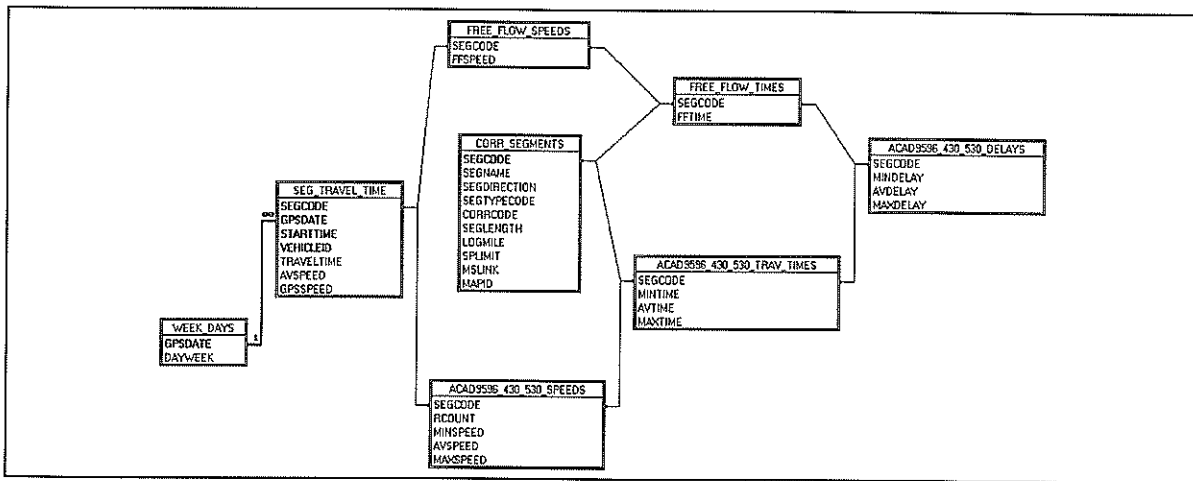 FREE_FLOW_SPEEDS
SEGCODE
FFSPEED
FREE_FLOW_TIMES
SEGCODE
FFTIME
CORR_SEGMENTS
SEGCODE
SEGNAME
SEGDIRECTION
SEGTYPECODE
CORRCODE
SEGLENGTH
LOGMILE
SPLIMIT
MSLINK
MAPID
ACAD9596_430_530_DELAYS
SEGCODE
MINDELAY
AVDELAY
MAXDELAY
SEG_TRAVEL_TIME
SEGCODE
GPSDATE
STARTTIME
VEHICLEID
TRAVELTIME
AVSPEED
GPSSPEED
∞
ACAD9596_430_530_TRAV_TIMES
SEGCODE
MINTIME
AVTIME
MAXTIME
WEEK_DAYS
GPSDATE
DAYWEEK
1
ACAD9596_430_530_SPEEDS
SEGCODE
RCOUNT
MINSPEED
AVSPEED
MAXSPEED